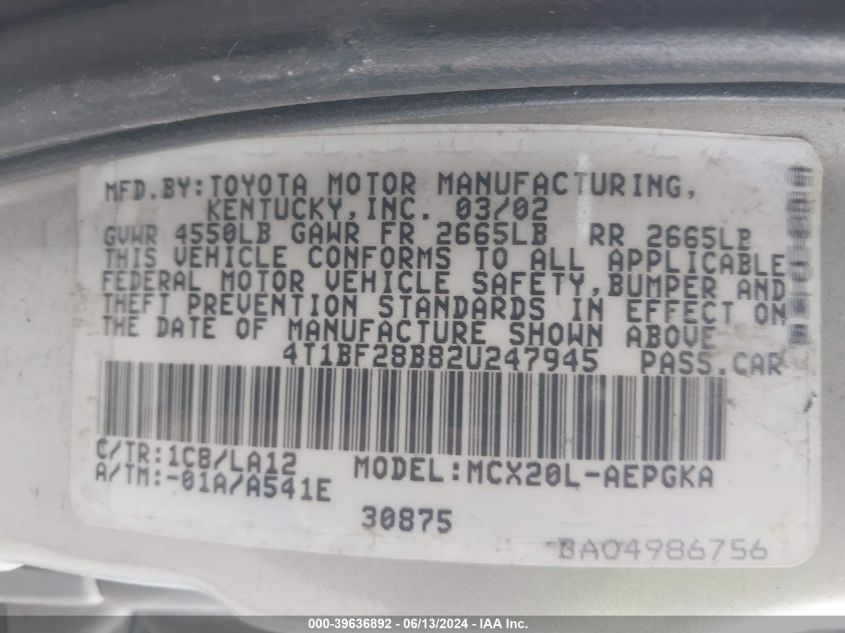 MFD.BY:TOYOTA MOTOR MANUFACTURING,
KENTUCKY,INC. 03/02
GVWR 4550LB GAWR FR 2665LB RR 2665LB
THIS VEHICLE CONFORMS TO ALL APPLICABLE
FEDERAL MOTOR VEHICLE SAFETY,BUMPER AND
THEFT PREVENTION STANDARDS IN EFFECT ON
THE DATE OF MANUFACTURE SHOWN ABOVE
4T1BF28B82U247945 PASS.CAR
C/TR:1C8/LA12 MODEL:MCX20L-AEPGKA
A/TM:-01A/A541E
30875
BA04986756
000-39636892 - 06/13/2024 - IAA Inc.